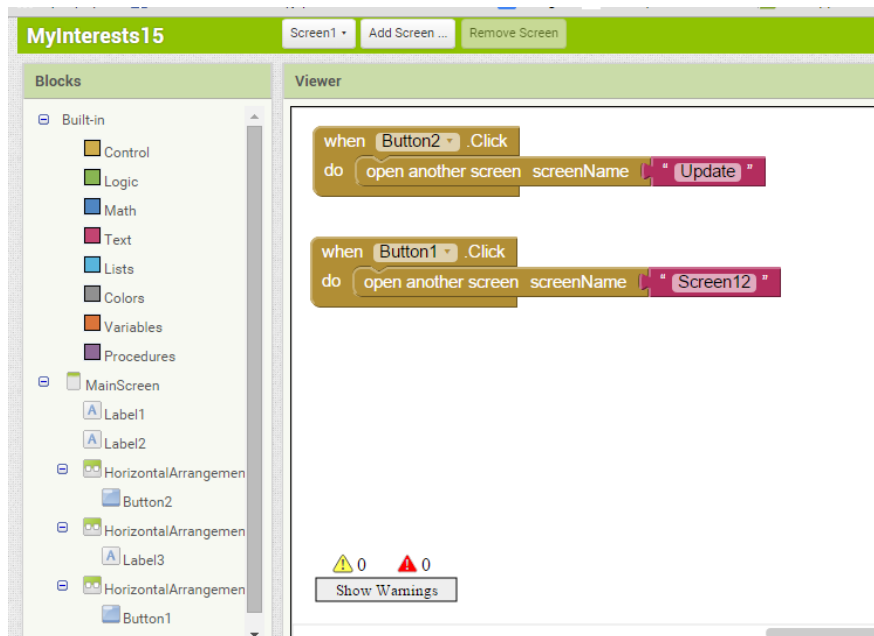 MyInterests15
Screen1
Add Screen ...
Remove Screen
Blocks
Viewer
Built-in
Control
Logic
Math
Text
Lists
Colors
Variables
Procedures
MainScreen
Label1
Label2
HorizontalArrangemen
Button2
HorizontalArrangemen
Label3
HorizontalArrangemen
Button1
when Button2 .Click
do open another screen screenName " Update "
when Button1 .Click
do open another screen screenName " Screen12 "
0 0
Show Warnings